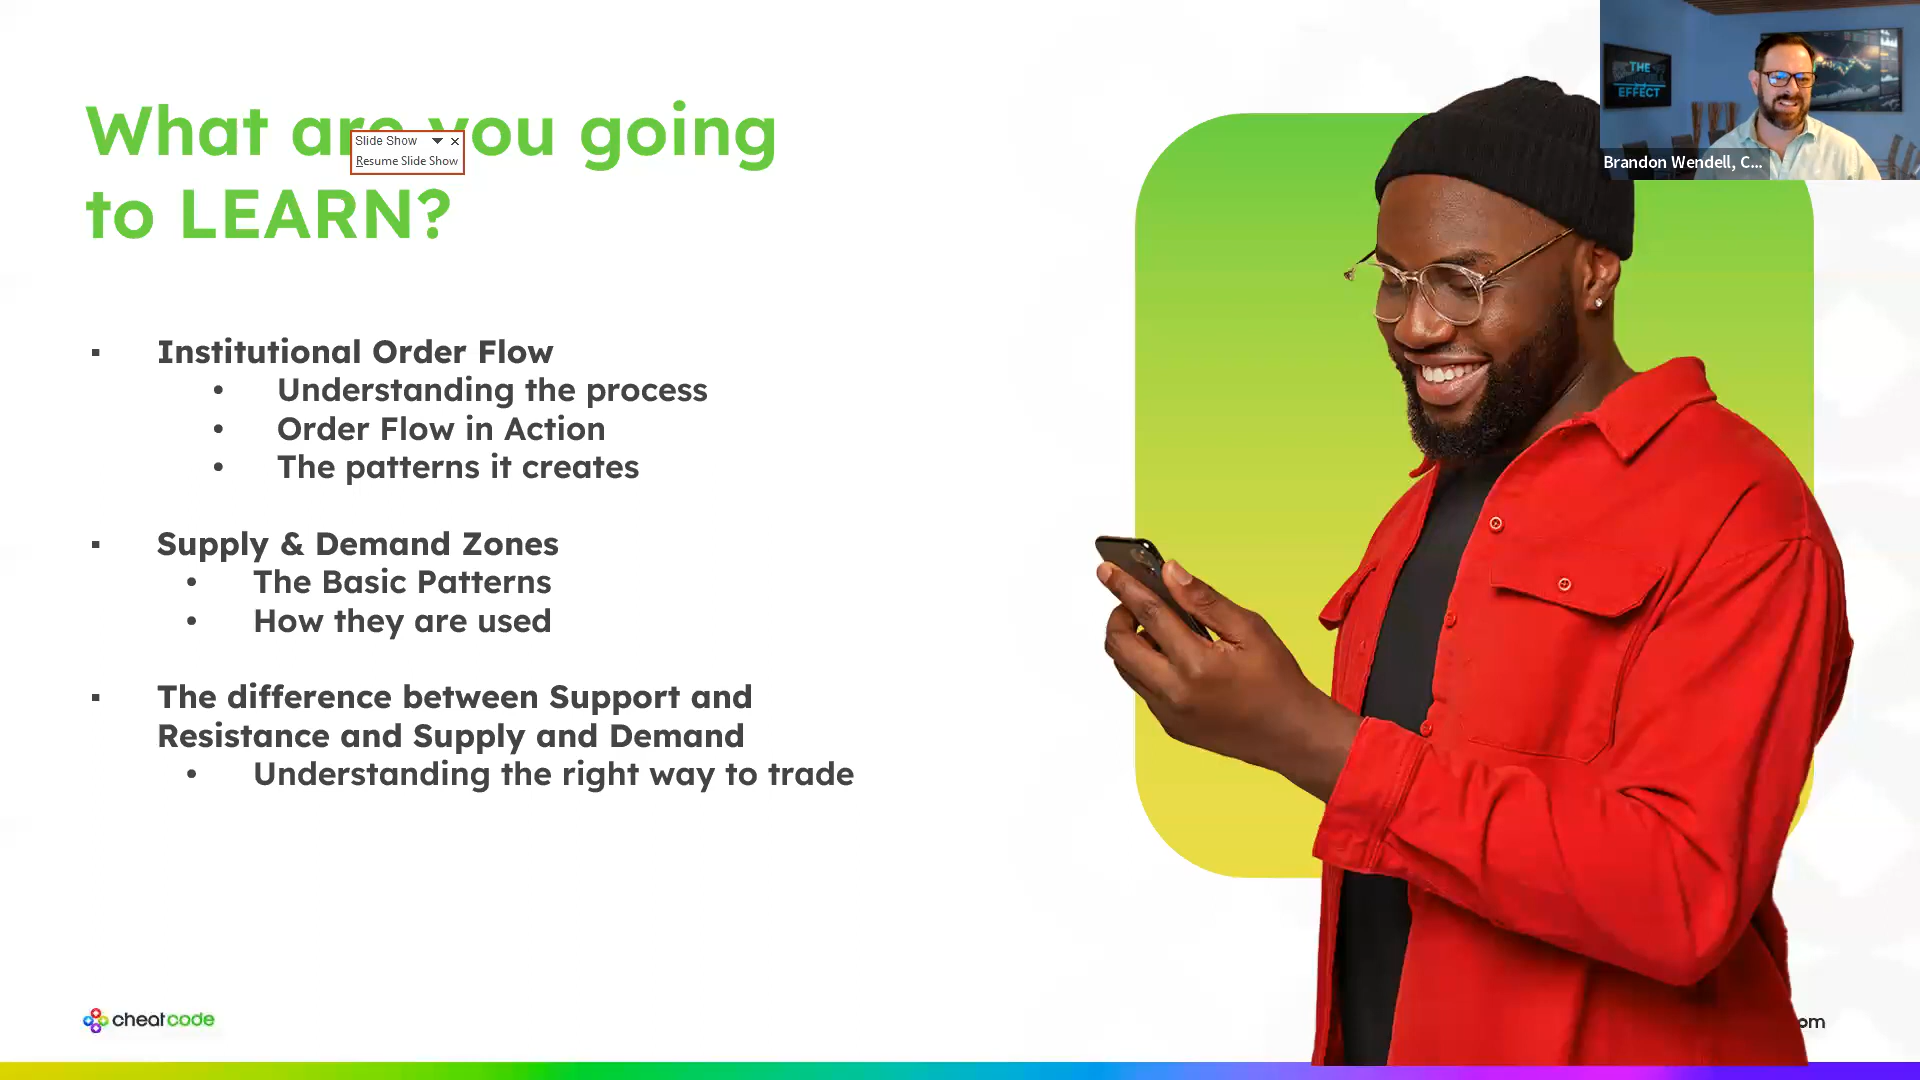 What are you going
to LEARN?
Slide Show
Resume Slide Show
▪ Institutional Order Flow
• Understanding the process
• Order Flow in Action
• The patterns it creates
▪ Supply & Demand Zones
• The Basic Patterns
• How they are used
▪ The difference between Support and
Resistance and Supply and Demand
• Understanding the right way to trade
THE
EFFECT
Brandon Wendell, C...
cheatcode
om